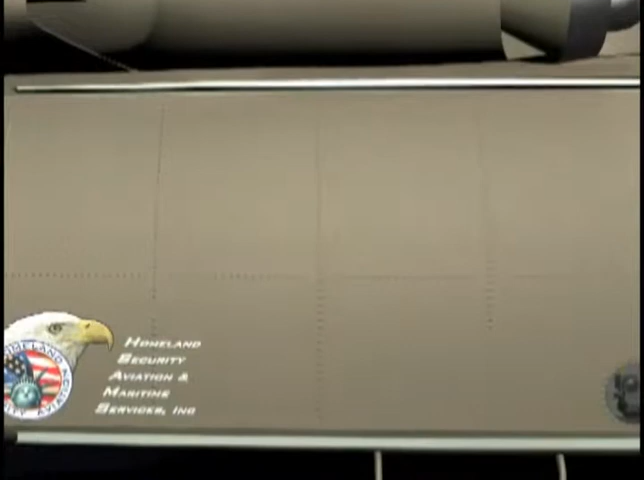 Homeland
Security
Aviation &
Maritime
Services, Inc